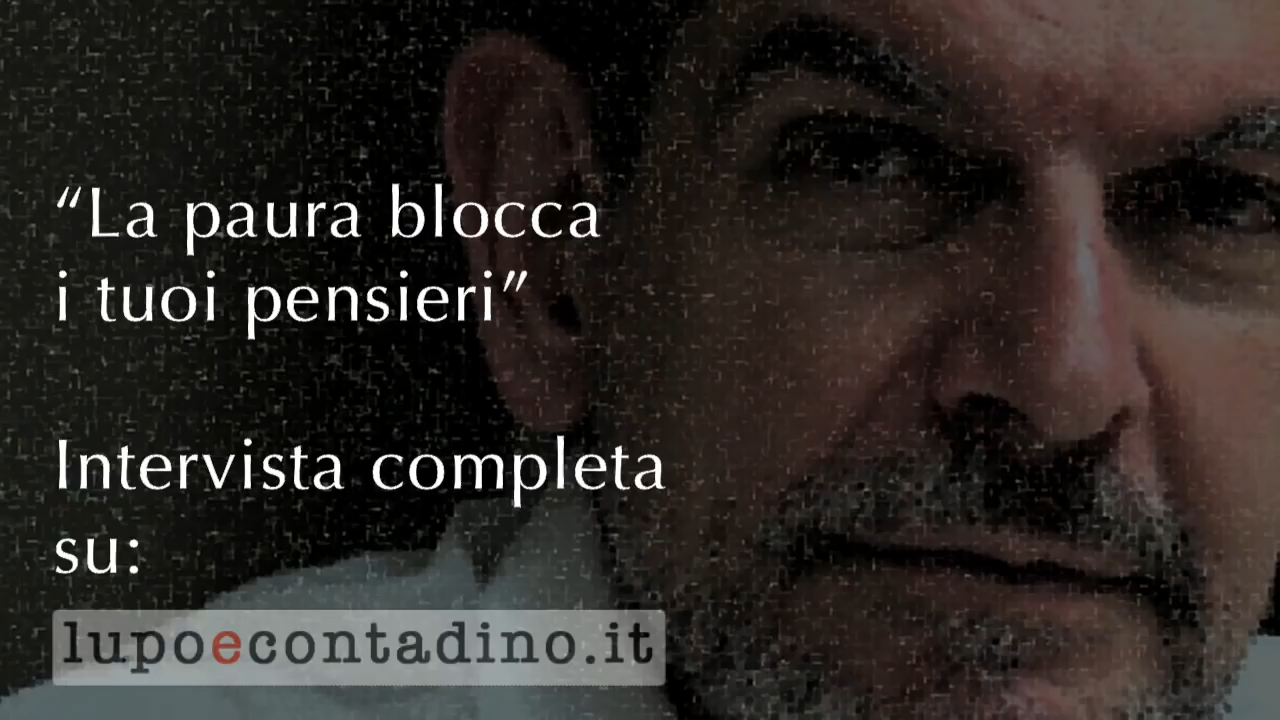 “La paura blocca
i tuoi pensieri”
Intervista completa
su:
lupoecontadino.it